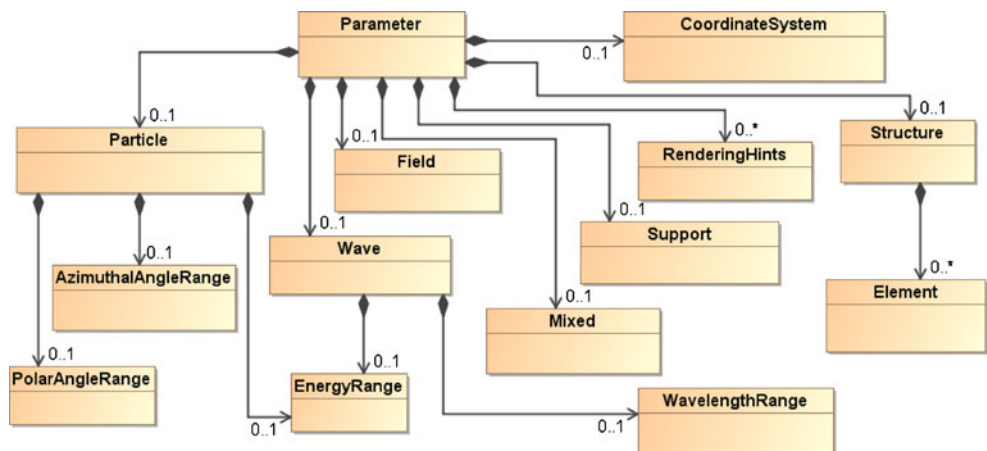 Parameter
CoordinateSystem
0..1
0..1
Particle
0..1
Field
0..*
RenderingHints
0..1
Structure
0..1
Wave
0..1
Support
0..1
AzimuthalAngleRange
0..1
Mixed
0..*
Element
0..1
PolarAngleRange
0..1
EnergyRange
0..1
WavelengthRange
0..1